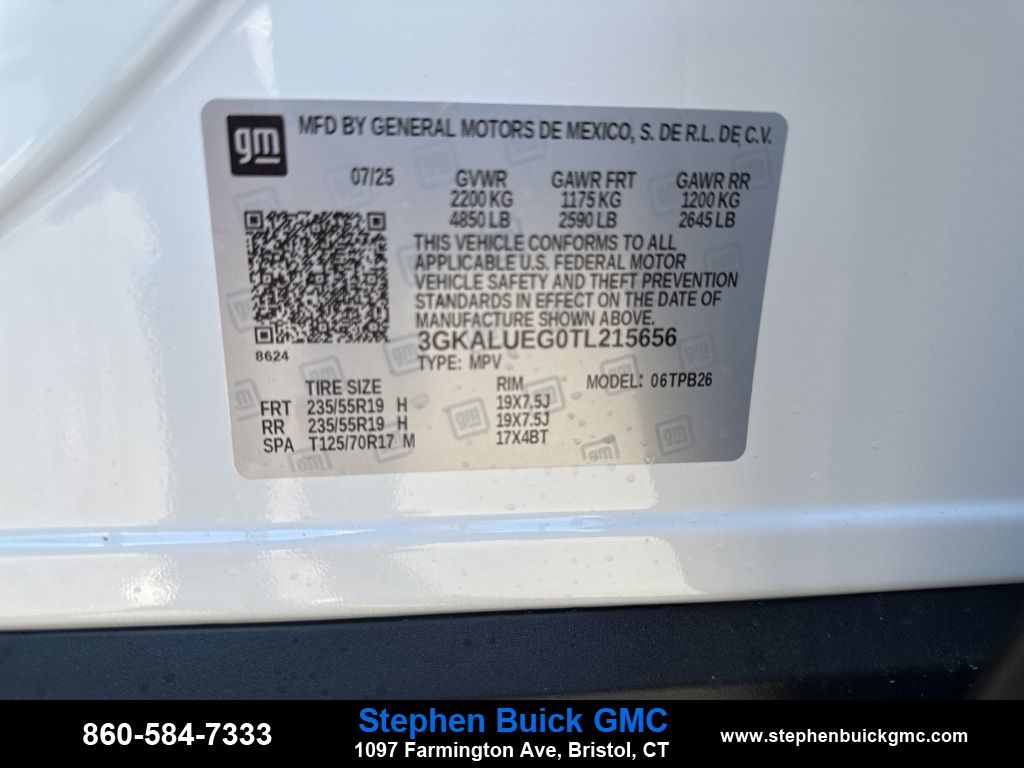 gm
MFD BY GENERAL MOTORS DE MEXICO, S. DE R.L. DE C.V.
07/25 GVWR GAWR FRT GAWR RR
2200 KG 1175 KG 1200 KG
4850 LB 2590 LB 2645 LB
THIS VEHICLE CONFORMS TO ALL
APPLICABLE U.S. FEDERAL MOTOR
VEHICLE SAFETY AND THEFT PREVENTION
STANDARDS IN EFFECT ON THE DATE OF
MANUFACTURE SHOWN ABOVE.
3GKALUEG0TL215656
8624
TYPE: MPV
TIRE SIZE RIM MODEL: 06TPB26
FRT 235/55R19 H 19X7.5J
RR 235/55R19 H 19X7.5J
SPA T125/70R17 M 17X4BT
860-584-7333
Stephen Buick GMC
1097 Farmington Ave, Bristol, CT
www.stephenbuickgmc.com